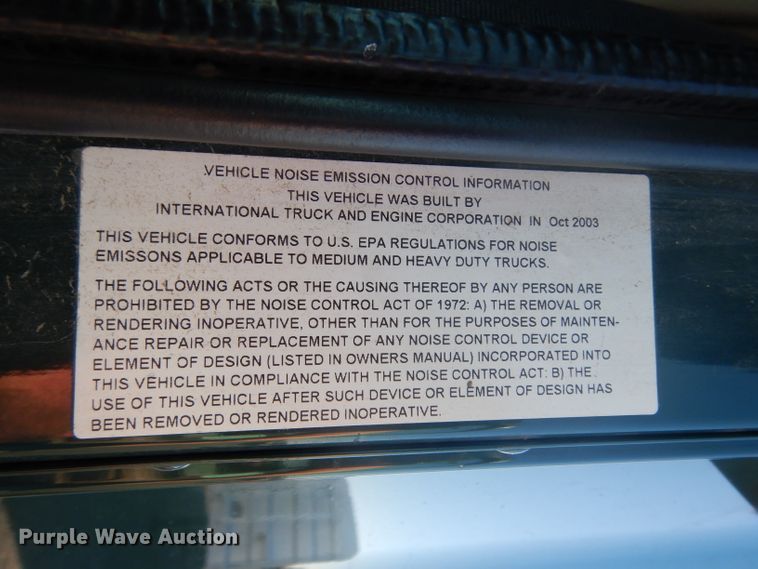 VEHICLE NOISE EMISSION CONTROL INFORMATION
THIS VEHICLE WAS BUILT BY
INTERNATIONAL TRUCK AND ENGINE CORPORATION IN Oct 2003
THIS VEHICLE CONFORMS TO U.S. EPA REGULATIONS FOR NOISE
EMISSONS APPLICABLE TO MEDIUM AND HEAVY DUTY TRUCKS.
THE FOLLOWING ACTS OR THE CAUSING THEREOF BY ANY PERSON ARE
PROHIBITED BY THE NOISE CONTROL ACT OF 1972: A) THE REMOVAL OR
RENDERING INOPERATIVE, OTHER THAN FOR THE PURPOSES OF MAINTEN-
ANCE REPAIR OR REPLACEMENT OF ANY NOISE CONTROL DEVICE OR
ELEMENT OF DESIGN (LISTED IN OWNERS MANUAL) INCORPORATED INTO
THIS VEHICLE IN COMPLIANCE WITH THE NOISE CONTROL ACT: B) THE
USE OF THIS VEHICLE AFTER SUCH DEVICE OR ELEMENT OF DESIGN HAS
BEEN REMOVED OR RENDERED INOPERATIVE.
Purple Wave Auction